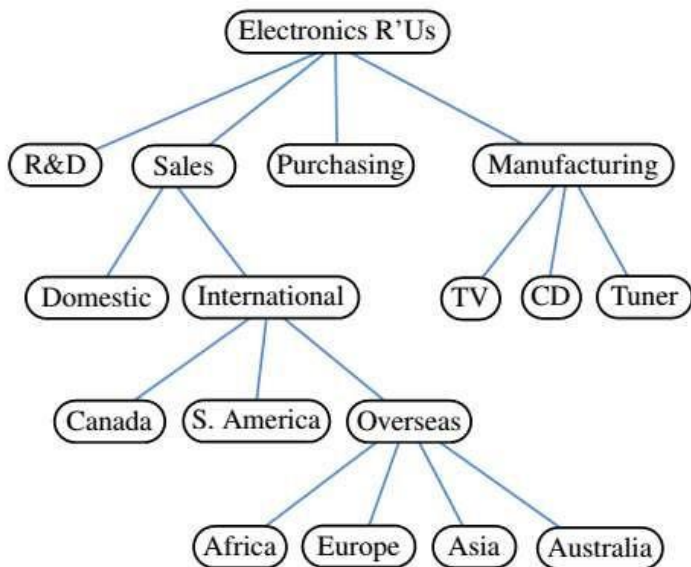 Electronics R’Us
R&D Sales Purchasing Manufacturing
Domestic International TV CD Tuner
Canada S. America Overseas
Africa Europe Asia Australia